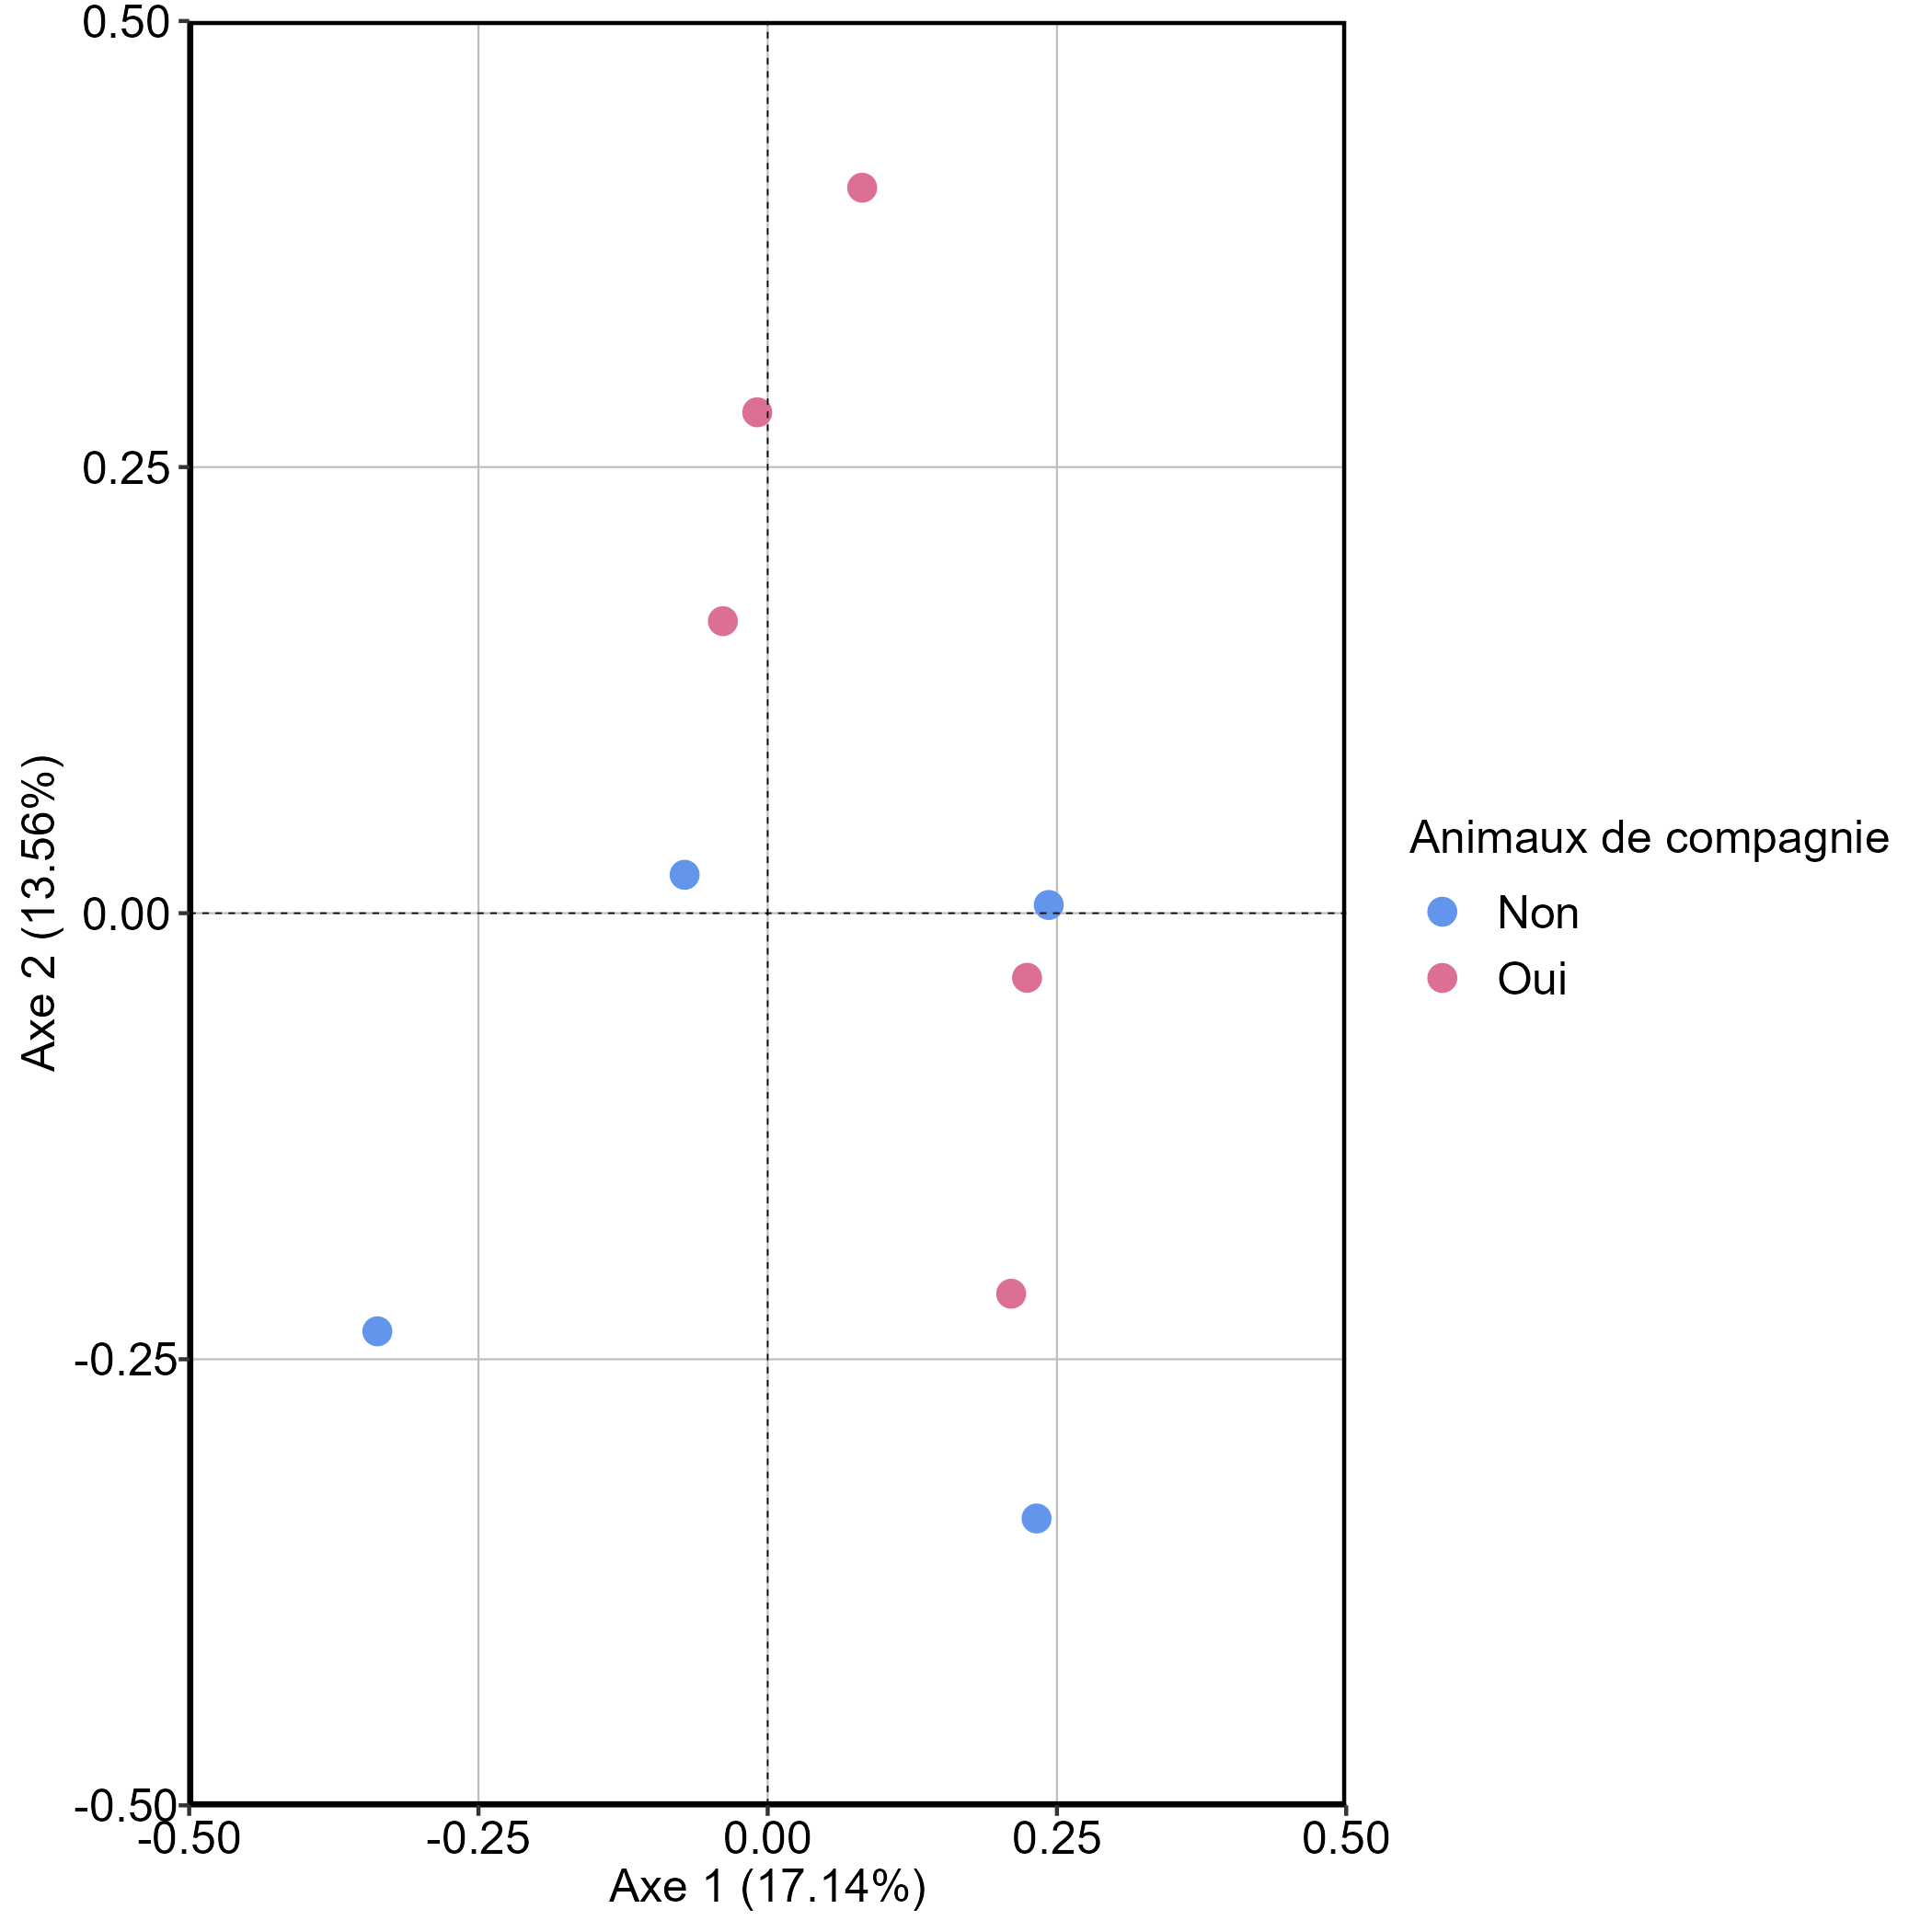 0.50
0.25
0.00
-0.25
-0.50
Axe 2 (13.56%)
-0.50 -0.25 0.00 0.25 0.50
Axe 1 (17.14%)
Animaux de compagnie
Non
Oui